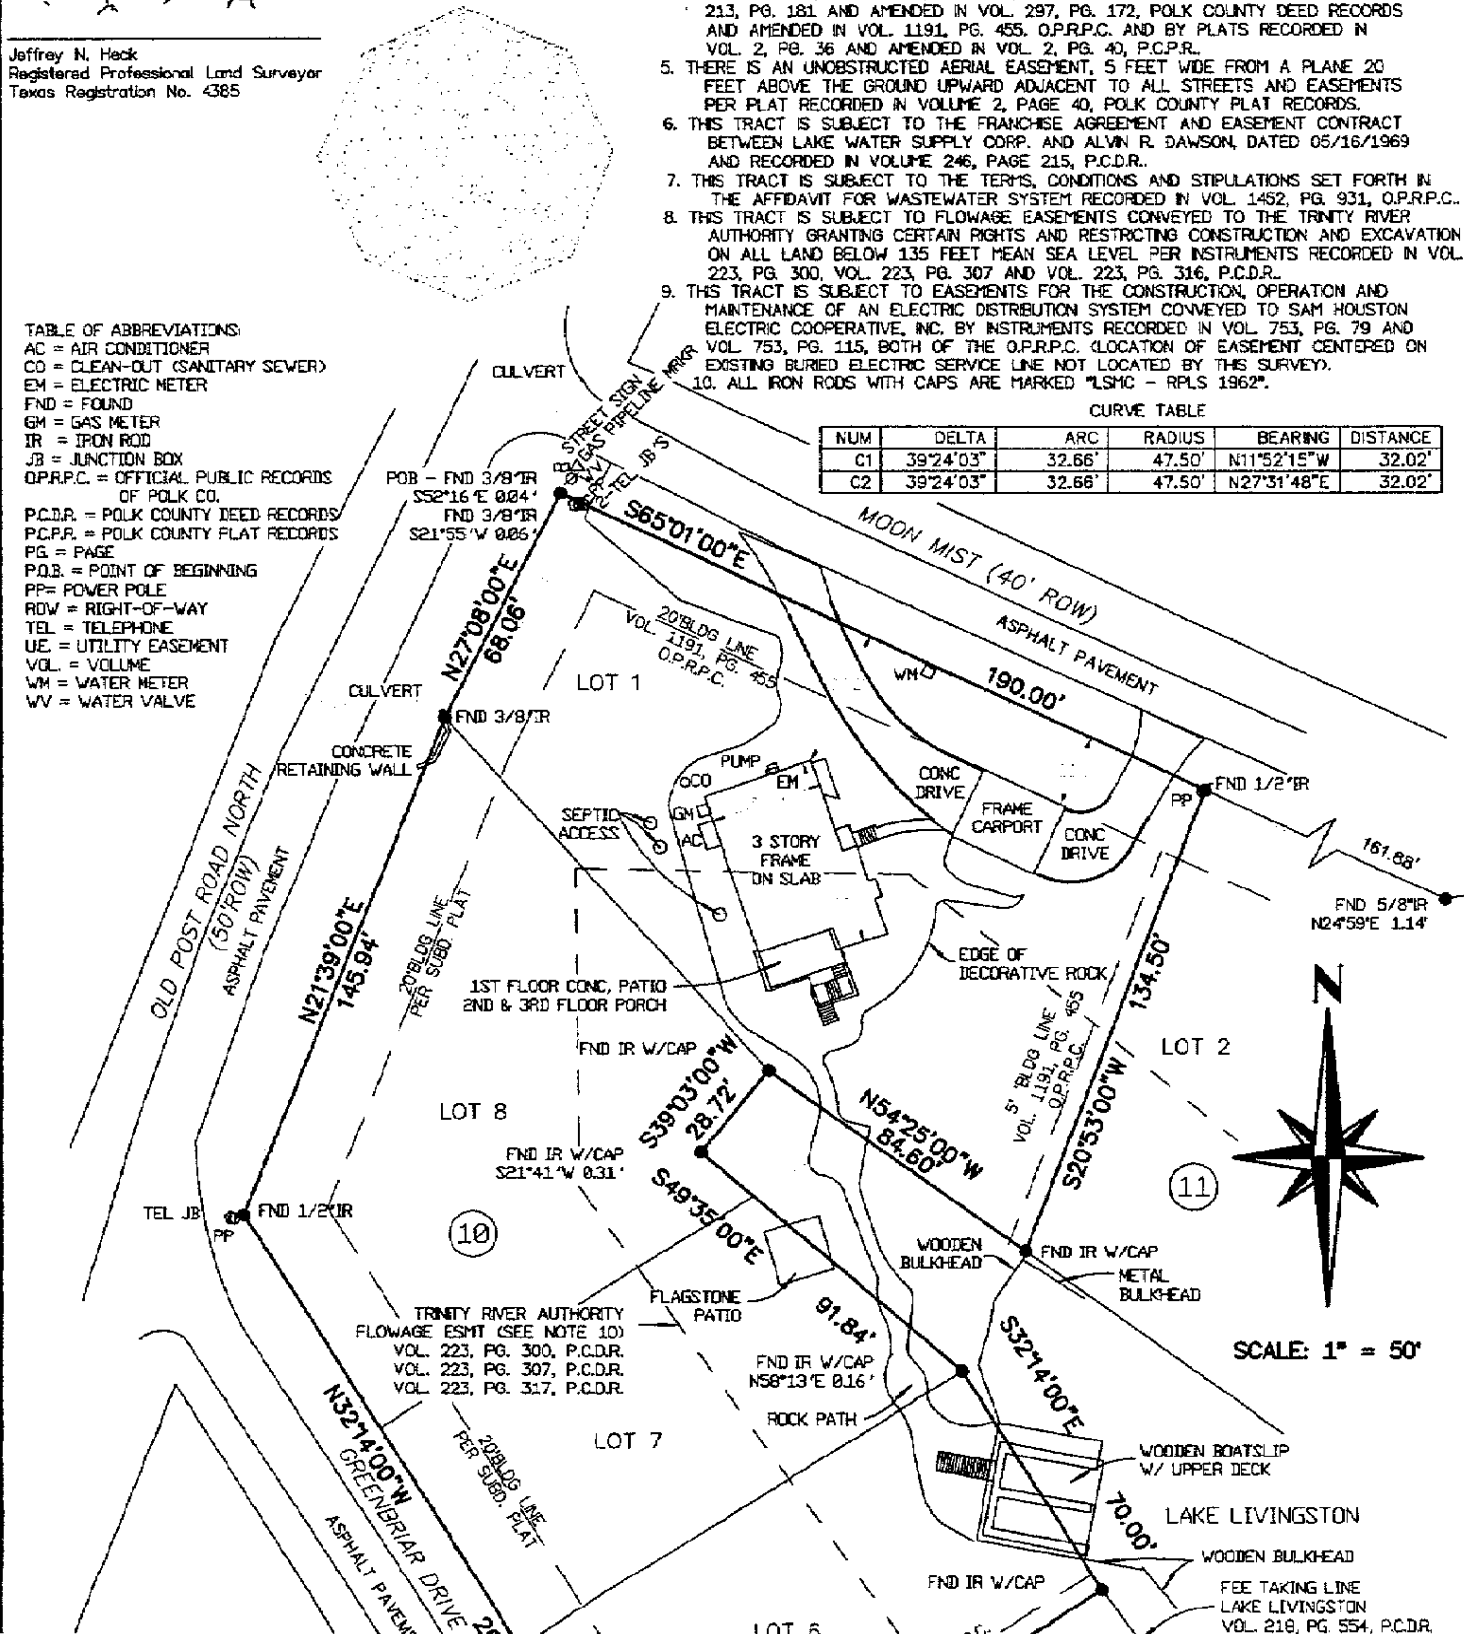 Jeffrey N. Heck
Registered Professional Land Surveyor
Texas Registration No. 4385
213, PG. 181 AND AMENDED IN VOL. 297, PG. 172, POLK COUNTY DEED RECORDS
AND AMENDED IN VOL. 1191, PG. 455. O.P.R.P.C. AND BY PLATS RECORDED IN
VOL. 2, PG. 36 AND AMENDED IN VOL. 2, PG. 40, P.C.P.R.
5. THERE IS AN UNOBSTRUCTED AERIAL EASEMENT, 5 FEET WIDE FROM A PLANE 20
FEET ABOVE THE GROUND UPWARD ADJACENT TO ALL STREETS AND EASEMENTS
PER PLAT RECORDED IN VOLUME 2, PAGE 40, POLK COUNTY PLAT RECORDS.
6. THIS TRACT IS SUBJECT TO THE FRANCHISE AGREEMENT AND EASEMENT CONTRACT
BETWEEN LAKE WATER SUPPLY CORP. AND ALVIN R. DAWSON, DATED 05/16/1969
AND RECORDED IN VOLUME 246, PAGE 215, P.C.D.R..
7. THIS TRACT IS SUBJECT TO THE TERMS, CONDITIONS AND STIPULATIONS SET FORTH IN
THE AFFIDAVIT FOR WASTEWATER SYSTEM RECORDED IN VOL. 1452, PG. 931, O.P.R.P.C..
8. THIS TRACT IS SUBJECT TO FLOWAGE EASEMENTS CONVEYED TO THE TRINITY RIVER
AUTHORITY GRANTING CERTAIN RIGHTS AND RESTRICTING CONSTRUCTION AND EXCAVATION
ON ALL LAND BELOW 135 FEET MEAN SEA LEVEL PER INSTRUMENTS RECORDED IN VOL.
223, PG. 300, VOL. 223, PG. 307 AND VOL. 223, PG. 316, P.C.D.R..
9. THIS TRACT IS SUBJECT TO EASEMENTS FOR THE CONSTRUCTION, OPERATION AND
MAINTENANCE OF AN ELECTRIC DISTRIBUTION SYSTEM CONVEYED TO SAM HOUSTON
ELECTRIC COOPERATIVE, INC. BY INSTRUMENTS RECORDED IN VOL. 753, PG. 79 AND
VOL. 753, PG. 115, BOTH OF THE O.P.R.P.C. (LOCATION OF EASEMENT CENTERED ON
EXISTING BURIED ELECTRIC SERVICE LINE NOT LOCATED BY THIS SURVEY).
10. ALL IRON RODS WITH CAPS ARE MARKED "LSMC - RPLS 1962".
TABLE OF ABBREVIATIONS:
AC = AIR CONDITIONER
CO = CLEAN-OUT (SANITARY SEWER)
EM = ELECTRIC METER
FND = FOUND
GM = GAS METER
IR = IRON ROD
JB = JUNCTION BOX
O.P.R.P.C. = OFFICIAL PUBLIC RECORDS
OF POLK CO.
P.C.D.R. = POLK COUNTY DEED RECORDS
P.C.P.R. = POLK COUNTY PLAT RECORDS
PG. = PAGE
P.O.B. = POINT OF BEGINNING
PP= POWER POLE
ROW = RIGHT-OF-WAY
TEL = TELEPHONE
U.E. = UTILITY EASEMENT
VOL. = VOLUME
WM = WATER METER
WV = WATER VALVE
CURVE TABLE
NUM DELTA ARC RADIUS BEARING DISTANCE
C1 39°24'03" 32.66' 47.50' N11°52'15"W 32.02'
C2 39°24'03" 32.66' 47.50' N27°31'48"E 32.02'
CULVERT
STREET SIGN
GAS PIPELINE MRKR
WV
PP
2-TEL JB'S
POB - FND 3/8"IR
S52°16'E 0.04'
FND 3/8"IR
S21°55'W 0.06'
S65°01'00"E
190.00'
MOON MIST (40' ROW)
ASPHALT PAVEMENT
N27°08'00"E
68.06'
20'BLDG LINE
VOL. 1191, PG. 455
O.P.R.P.C.
LOT 1
WM
CULVERT
FND 3/8"IR
CONCRETE
RETAINING WALL
PUMP
EM
CO
GM
AC
SEPTIC
ACCESS
3 STORY
FRAME
ON SLAB
CONC
DRIVE
FRAME
CARPORT
CONC
DRIVE
PP
FND 1/2"IR
161.88'
FND 5/8"IR
N24°59'E 1.14'
OLD POST ROAD NORTH
(50'ROW)
ASPHALT PAVEMENT
N21°39'00"E
145.94'
20'BLDG LINE
PER SUBD. PLAT
1ST FLOOR CONC. PATIO
2ND & 3RD FLOOR PORCH
EDGE OF
DECORATIVE ROCK
134.50'
S20°53'00"W
5' BLDG LINE
VOL. 1191, PG. 455
O.P.R.P.C.
LOT 2
N
FND IR W/CAP
S39°03'00"W
28.72'
N54°25'00"W
84.60'
LOT 8
FND IR W/CAP
S21°41'W 0.31'
S49°35'00"E
91.84'
11
TEL JB
PP
FND 1/2"IR
10
WOODEN
BULKHEAD
FND IR W/CAP
METAL
BULKHEAD
FLAGSTONE
PATIO
TRINITY RIVER AUTHORITY
FLOWAGE ESMT (SEE NOTE 10)
VOL. 223, PG. 300, P.C.D.R.
VOL. 223, PG. 307, P.C.D.R.
VOL. 223, PG. 317, P.C.D.R.
FND IR W/CAP
N58°13'E 0.16'
ROCK PATH
S32°14'00"E
70.00'
SCALE: 1" = 50'
N32°14'00"W
GREENBRIAR DRIVE
ASPHALT PAVEME
20'BLDG LINE
PER SUBD. PLAT
LOT 7
WOODEN BOATSLIP
W/ UPPER DECK
LAKE LIVINGSTON
WOODEN BULKHEAD
FND IR W/CAP
FEE TAKING LINE
LAKE LIVINGSTON
VOL. 218, PG. 554, P.C.D.R.
LOT 6